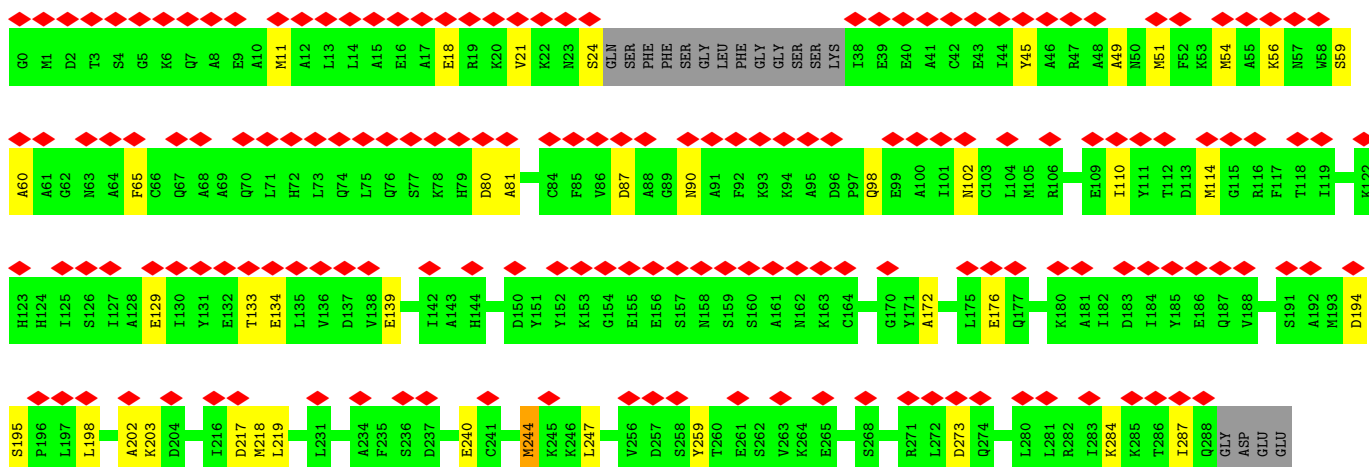 G0 M1 D2 T3 S4 G5 K6 Q7 A8 E9 A10 M11 A12 L13 L14 A15 E16 A17 E18 R19 K20 V21 K22 N23 S24 GLN SER PHE PHE SER GLY LEU PHE GLY GLY SER SER LYS I38 E39 E40 A41 C42 E43 I44 Y45 A46 R47 A48 A49 N50 M51 F52 K53 M54 A55 K56 N57 W58 S59
A60 A61 G62 N63 A64 F65 C66 Q67 A68 A69 Q70 L71 H72 L73 Q74 L75 Q76 S77 K78 H79 D80 A81 C84 F85 V86 D87 A88 G89 N90 A91 F92 K93 K94 A95 D96 P97 Q98 E99 A100 I101 N102 C103 L104 M105 R106 E109 I110 Y111 T112 D113 M114 G115 R116 F117 T118 I119 K122
H123 H124 I125 S126 I127 A128 E129 I130 Y131 E132 T133 E134 L135 V136 D137 V138 E139 I142 A143 H144 D150 Y151 Y152 K153 G154 E155 E156 S157 N158 S159 S160 A161 N162 K163 C164 G170 Y171 A172 L175 E176 Q177 K180 A181 I182 D183 I184 Y185 E186 Q187 V188 S191 A192 M193 D194
S195 P196 L197 L198 A202 K203 D204 I216 D217 M218 L219 L231 A234 F235 S236 D237 E240 C241 M244 K245 K246 L247 V256 D257 S258 Y259 T260 E261 S262 V263 K264 E265 S268 R271 L272 D273 Q274 L280 L281 R282 I283 K284 K285 T286 I287 Q288 GLY ASP GLU GLU